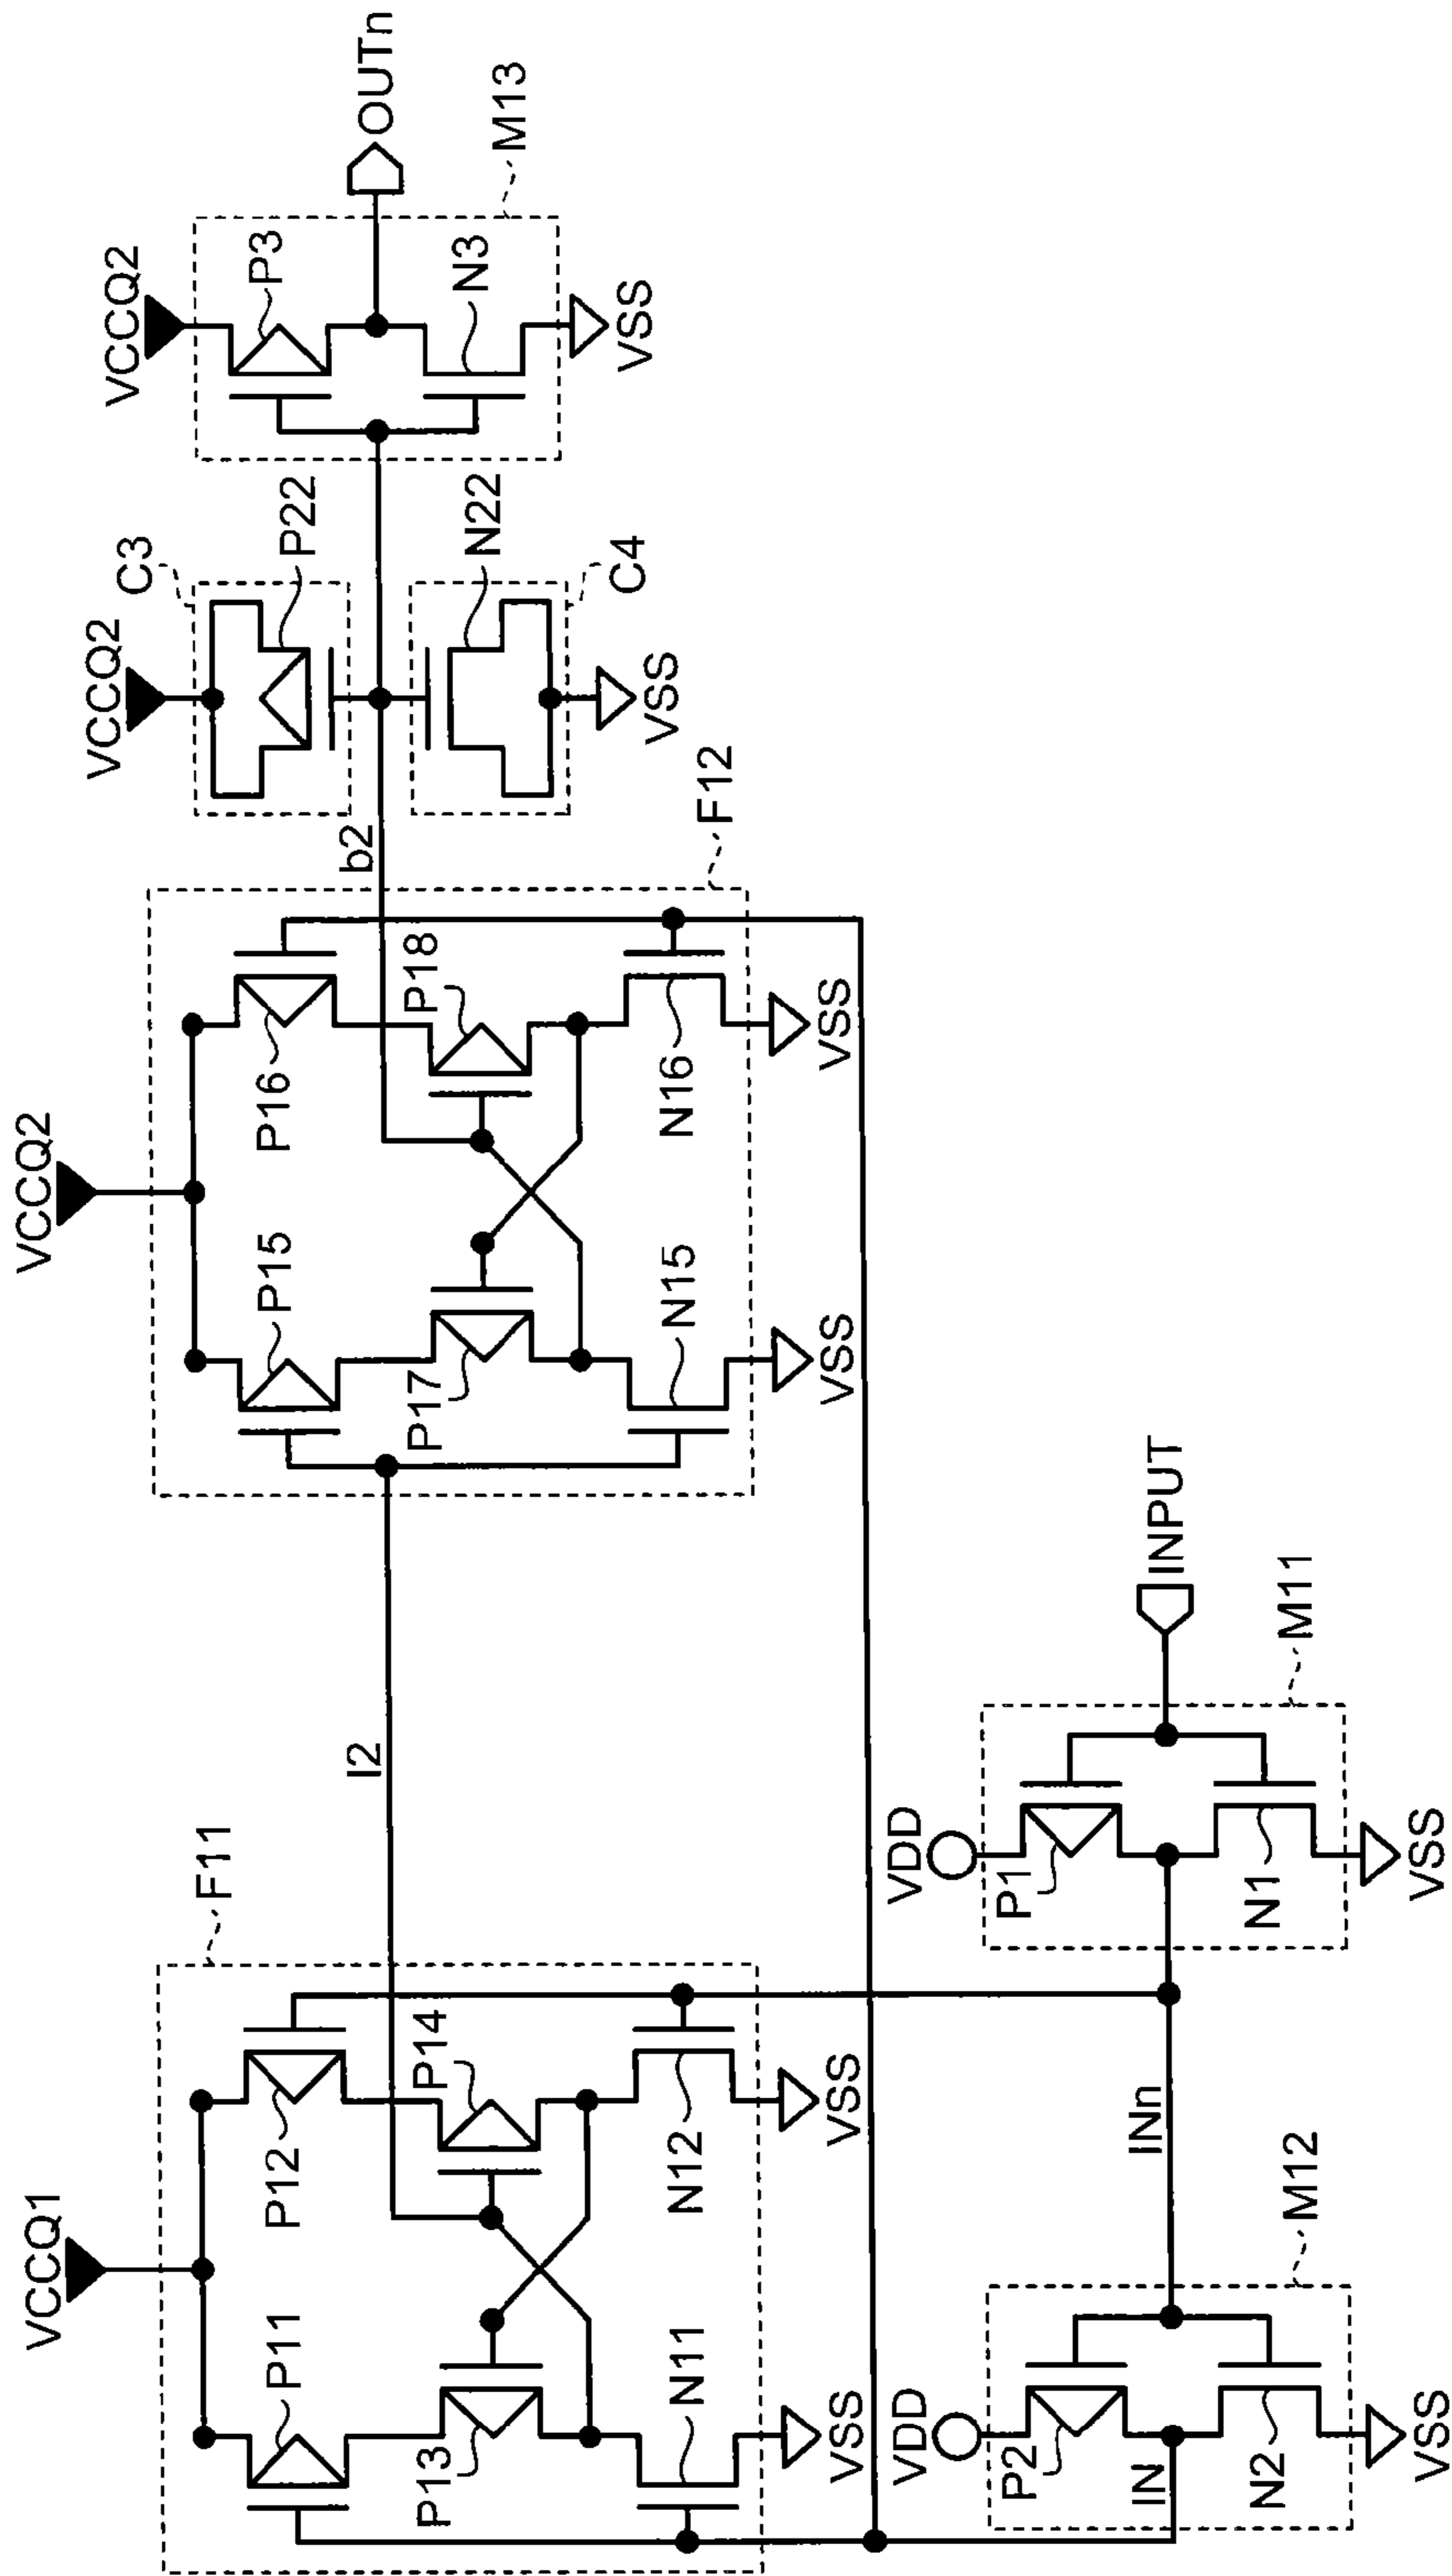 VCCQ1
F11
P11
P12
P13
P14
N11
N12
VSS
VSS
I2
VCCQ2
P15
P16
P17
P18
N15
N16
VSS
VSS
F12
b2
VCCQ2
C3
P22
N22
C4
VSS
VCCQ2
P3
N3
VSS
M13
OUTn
VDD
P2
IN
N2
VSS
M12
INn
VDD
P1
N1
VSS
M11
INPUT